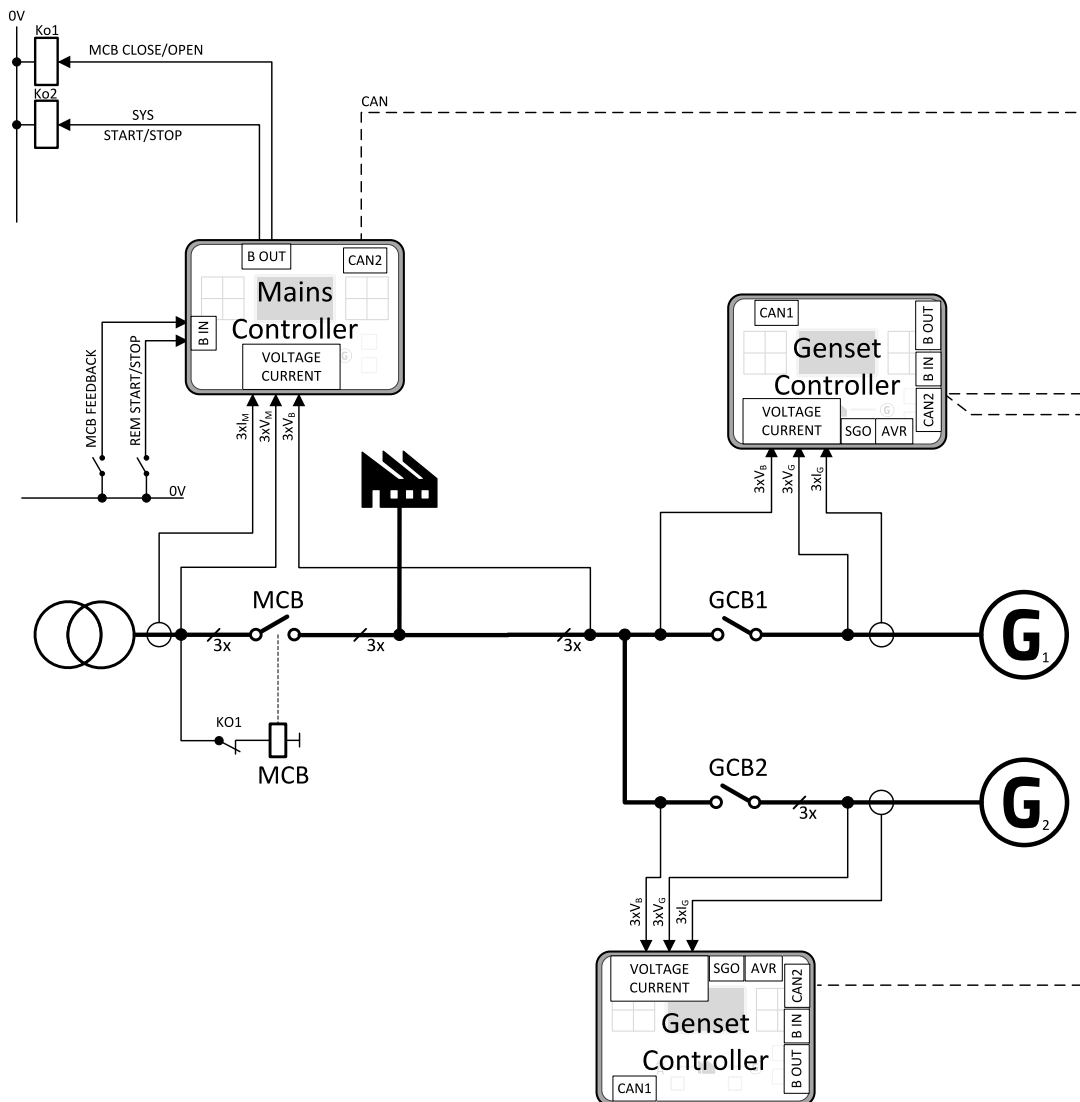 0V
Ko1
MCB CLOSE/OPEN
Ko2
SYS
START/STOP
CAN
B OUT
CAN2
Mains
Controller
B IN
VOLTAGE
CURRENT
G
MCB FEEDBACK
REM START/STOP
0V
3xIM
3xVM
3xVB
CAN1
B OUT
Genset
Controller
B IN
CAN2
VOLTAGE
CURRENT
SGO
AVR
G
3xVB
3xVG
3xIG
MCB
GCB1
3x
3x
3x
G1
KO1
MCB
GCB2
3x
G2
3xVB
3xVG
3xIG
VOLTAGE
CURRENT
SGO
AVR
CAN2
Genset
Controller
B IN
B OUT
CAN1